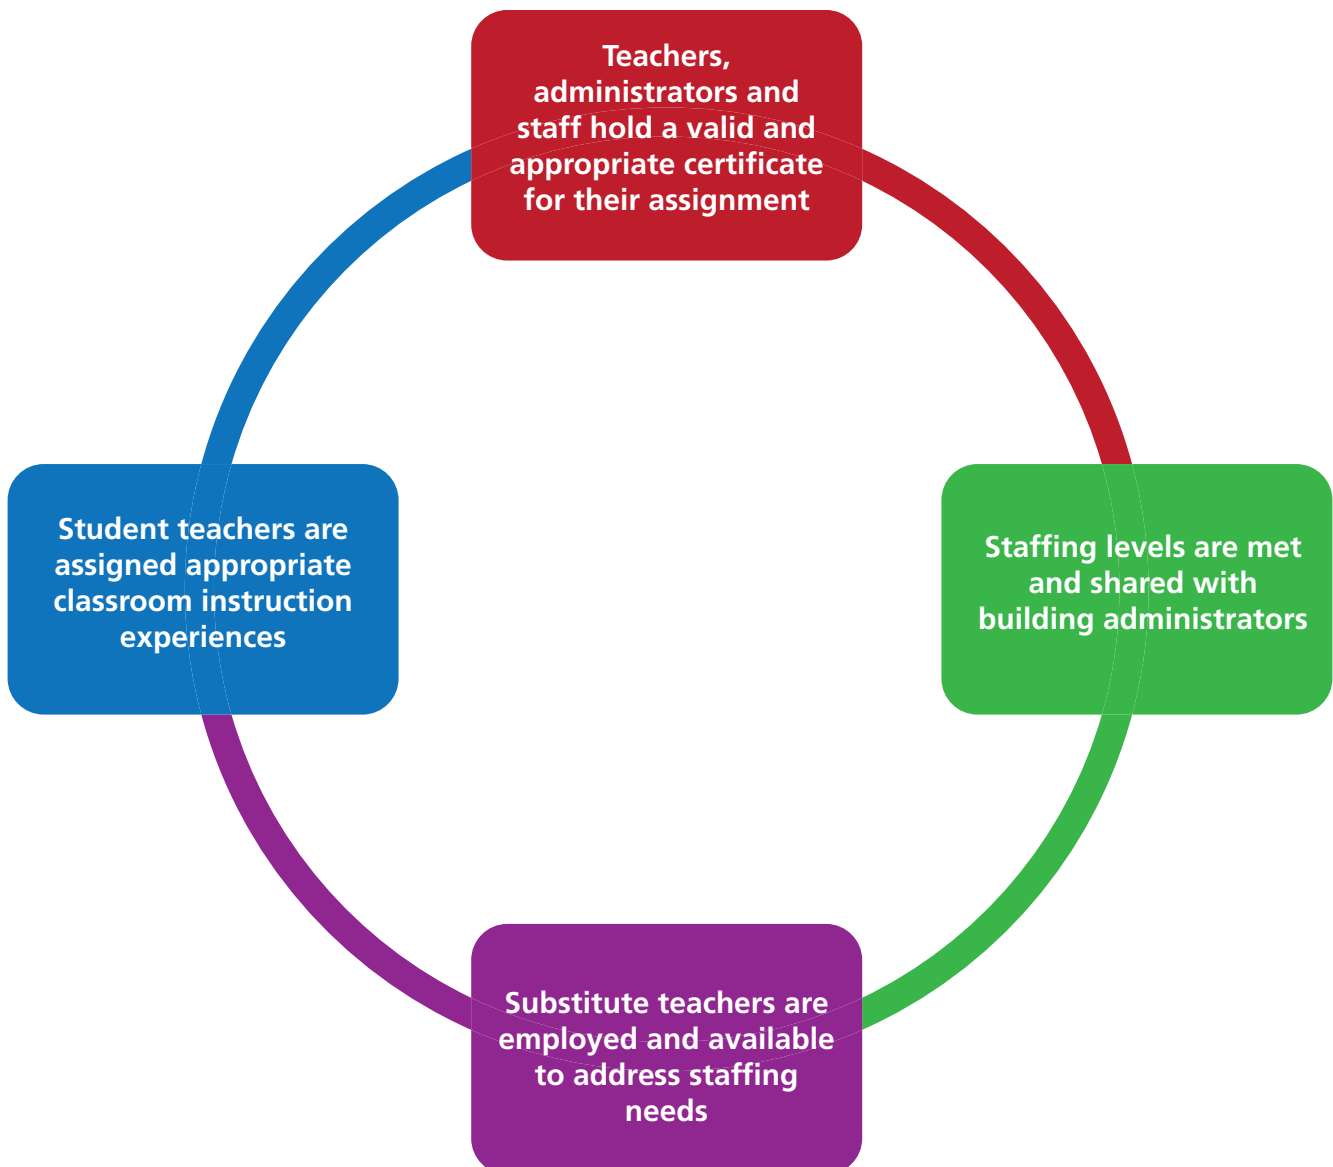 Teachers,
administrators and
staff hold a valid and
appropriate certificate
for their assignment
Staffing levels are met
and shared with
building administrators
Substitute teachers are
employed and available
to address staffing
needs
Student teachers are
assigned appropriate
classroom instruction
experiences